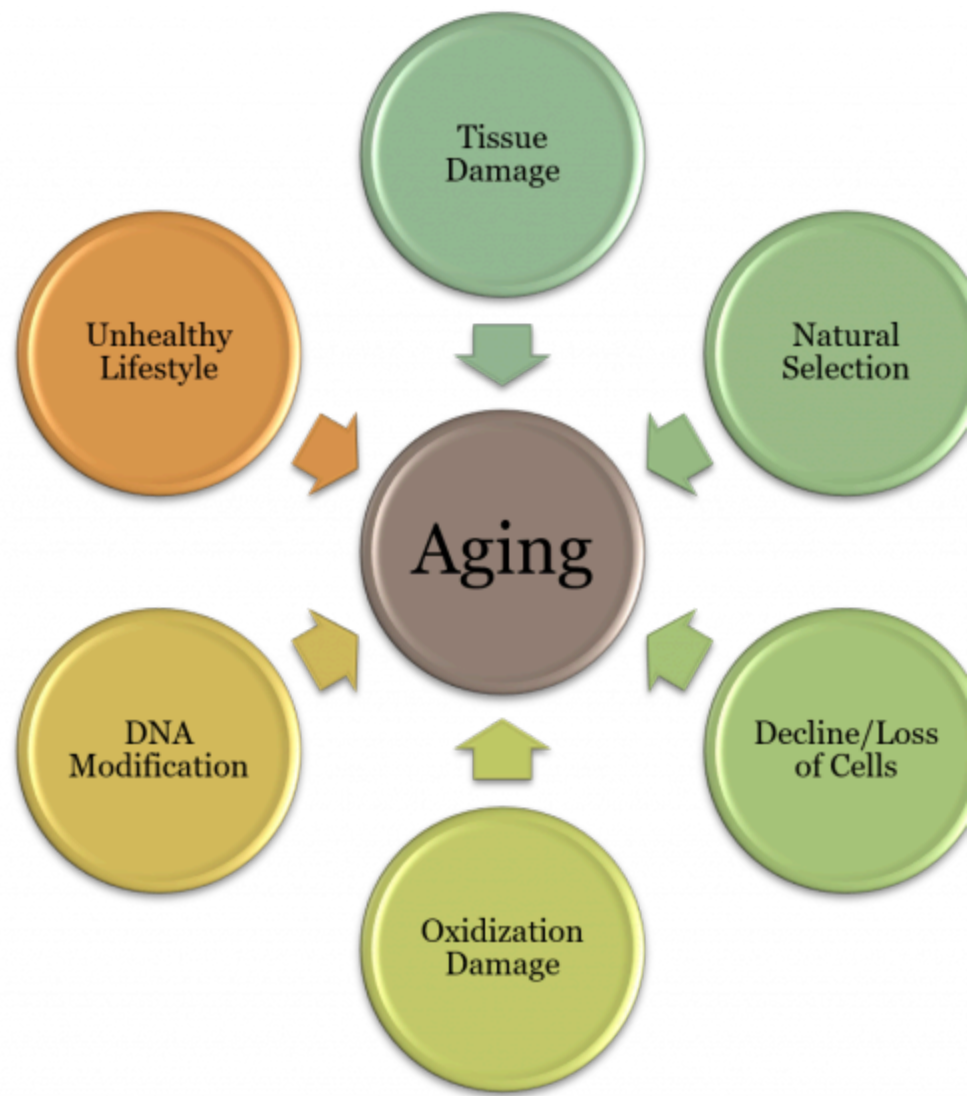 Tissue
Damage
Unhealthy
Lifestyle
Natural
Selection
Aging
DNA
Modification
Decline/Loss
of Cells
Oxidization
Damage